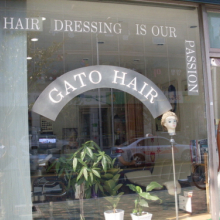 HAIR DRESSING IS OUR
PASSION
GATO HAIR